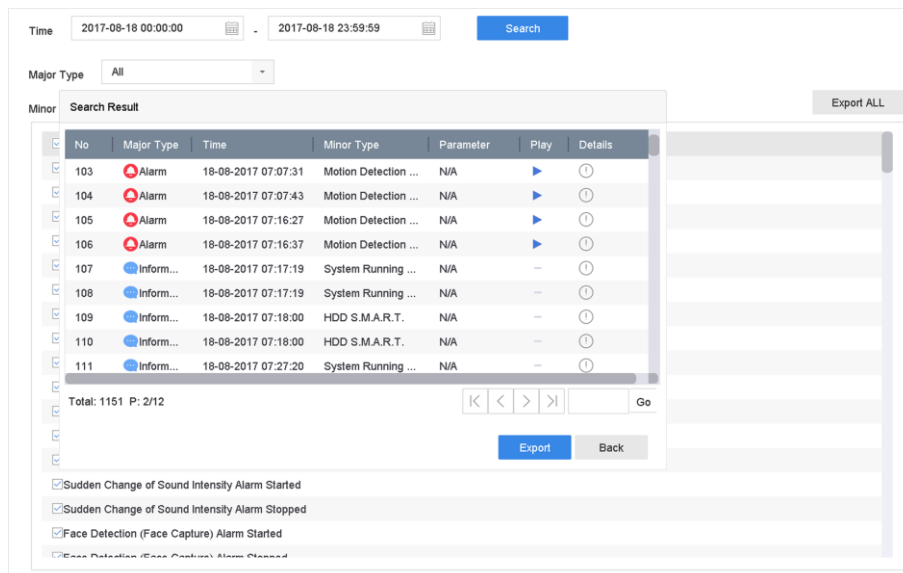 Time 2017-08-18 00:00:00 - 2017-08-18 23:59:59 Search
Major Type All
Minor Export ALL
Search Result
No Major Type Time Minor Type Parameter Play Details
103 Alarm 18-08-2017 07:07:31 Motion Detection ... N/A
104 Alarm 18-08-2017 07:07:43 Motion Detection ... N/A
105 Alarm 18-08-2017 07:16:27 Motion Detection ... N/A
106 Alarm 18-08-2017 07:16:37 Motion Detection ... N/A
107 Inform... 18-08-2017 07:17:19 System Running ... N/A —
108 Inform... 18-08-2017 07:17:19 System Running ... N/A —
109 Inform... 18-08-2017 07:18:00 HDD S.M.A.R.T. N/A —
110 Inform... 18-08-2017 07:18:00 HDD S.M.A.R.T. N/A —
111 Inform... 18-08-2017 07:27:20 System Running ... N/A —
Total: 1151 P: 2/12 Go
Export Back
Sudden Change of Sound Intensity Alarm Started
Sudden Change of Sound Intensity Alarm Stopped
Face Detection (Face Capture) Alarm Started
Face Detection (Face Capture) Alarm Stopped